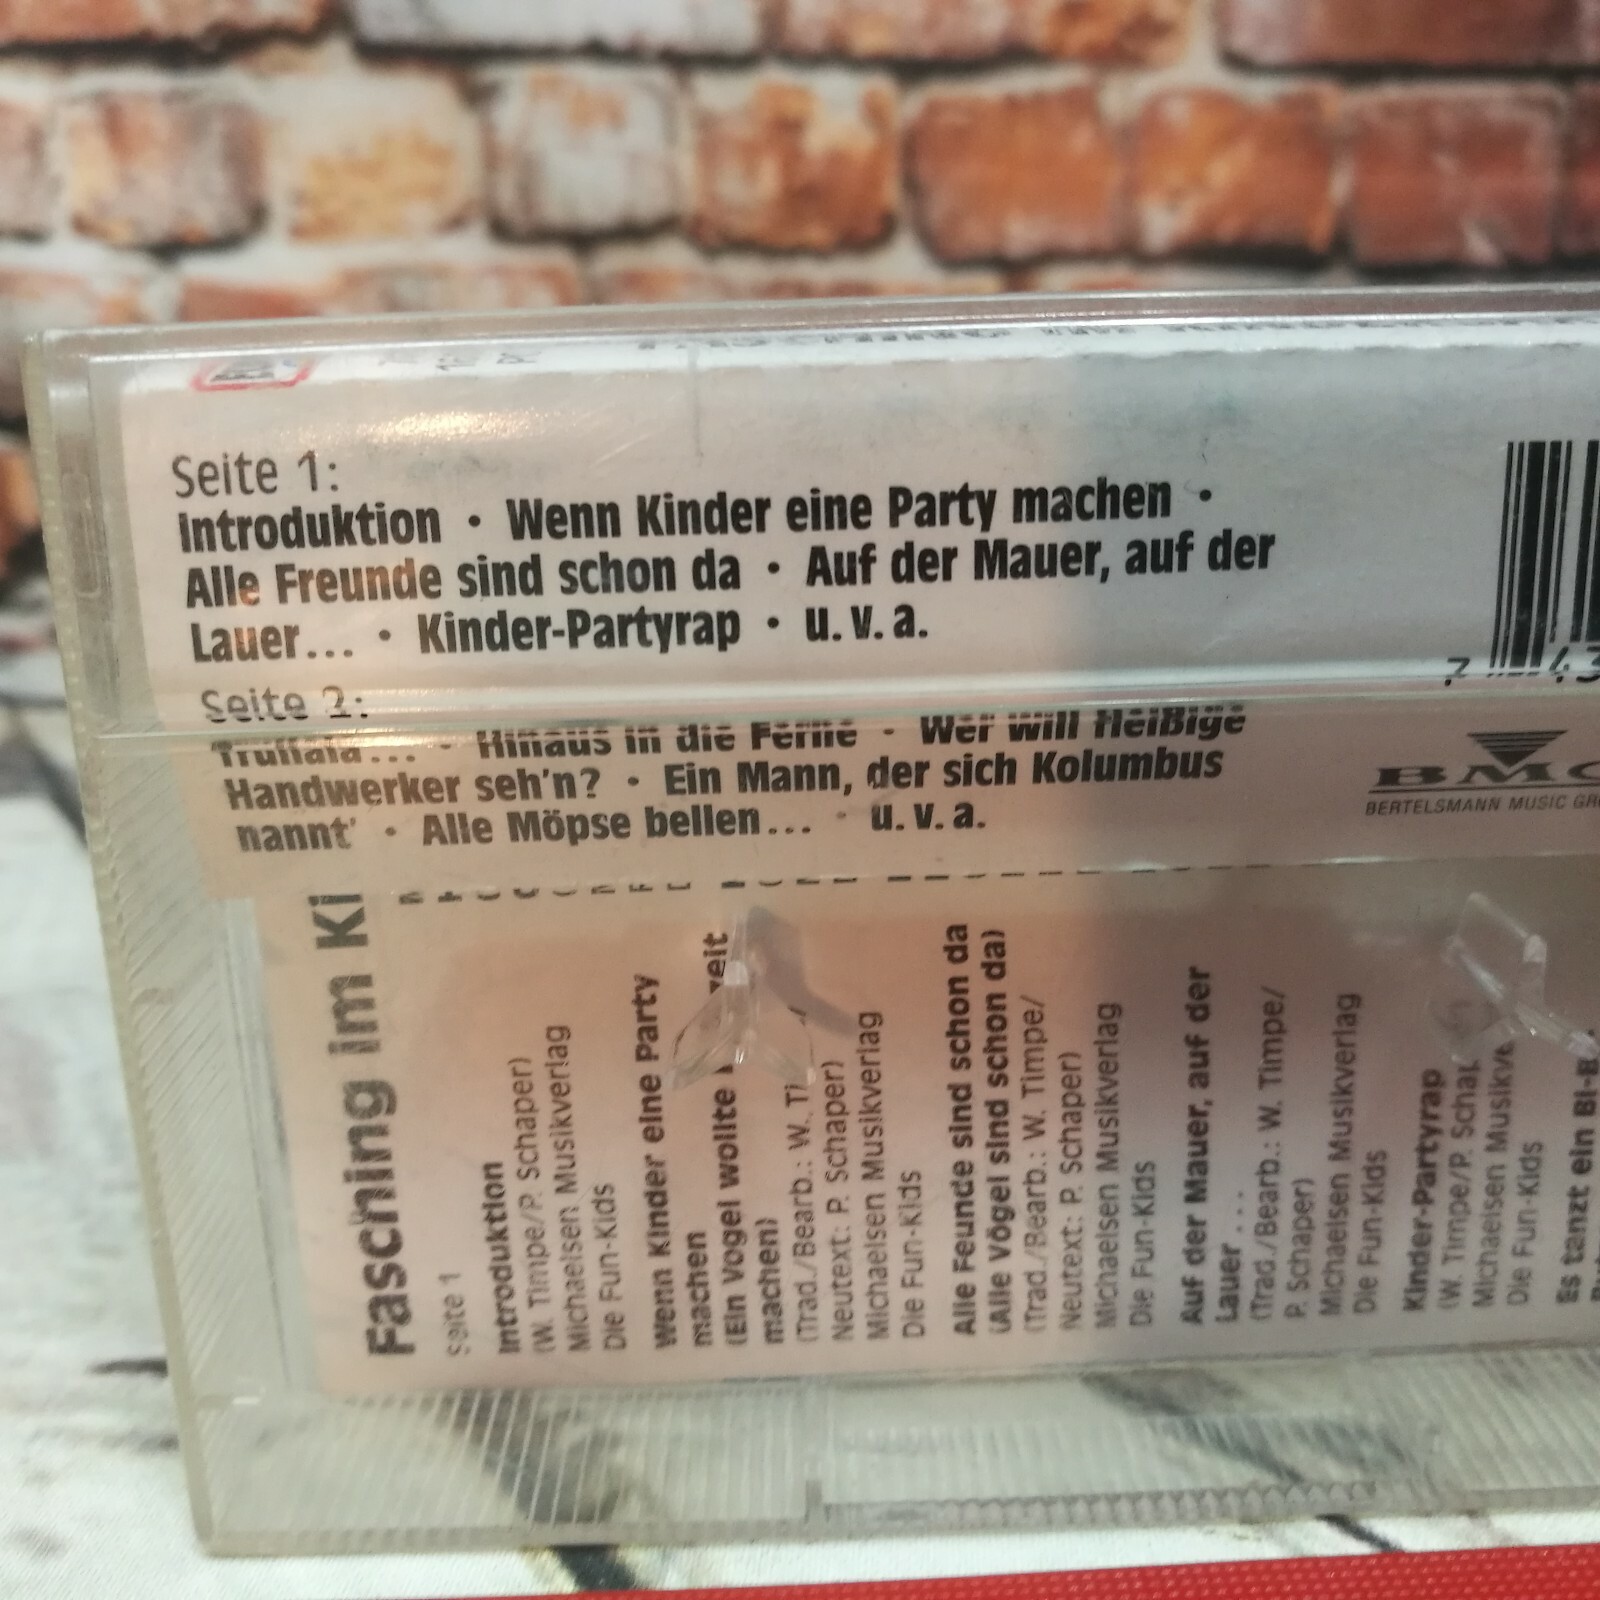 Seite 1:
Introduktion • Wenn Kinder eine Party machen •
Alle Freunde sind schon da • Auf der Mauer, auf der
Lauer... • Kinder-Partyrap • u.v.a.
Seite 2:
Hinaus in die Ferne • Wer will fleißige
Handwerker seh'n? • Ein Mann, der sich Kolumbus
nannt' • Alle Möpse bellen... • u.v.a.
7 43
BMG
BERTELSMANN MUSIC
Fasching im
Seite 1
Introduktion
(W. Timpe/P. Schaper)
Michaelsen Musikverlag
Die Fun-Kids
Wenn Kinder eine Party
machen
(Ein Vogel wollte
machen)
(Trad./Bearb.: W.
Neutext: P. Schaper)
Michaelsen Musikverlag
Die Fun-Kids
Alle Feunde sind schon da
(Alle Vögel sind schon da)
(Trad./Bearb.: W. Timpe/
Neutext: P. Schaper)
Michaelsen Musikverlag
Die Fun-Kids
Auf der Mauer, auf der
Lauer . . .
(Trad./Bearb.: W. Timpe/
P. Schaper)
Michaelsen Musikverlag
Die Fun-Kids
Kinder-Partyrap
(W. Timpe/P.
Michaelsen
Die Fun-Kids
Es tanzt ein